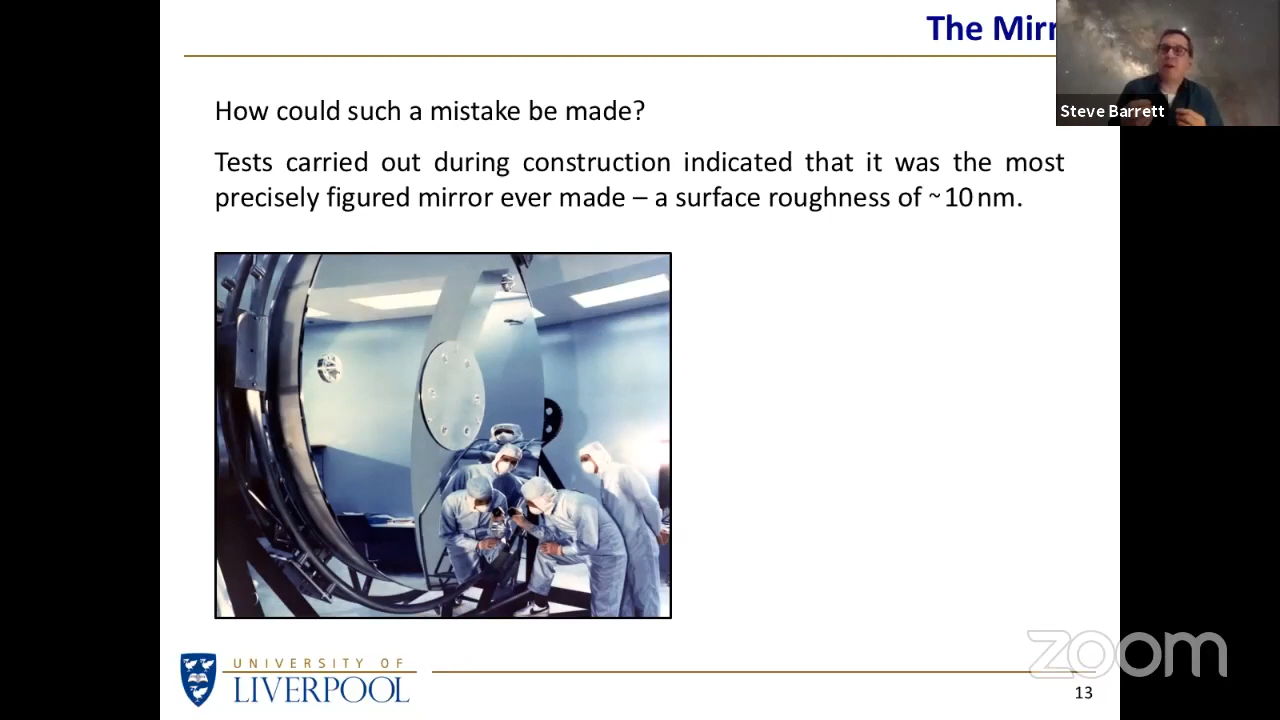 The Mirr
Steve Barrett
How could such a mistake be made?
Tests carried out during construction indicated that it was the most
precisely figured mirror ever made – a surface roughness of ~10 nm.
UNIVERSITY OF
LIVERPOOL
zoom
13